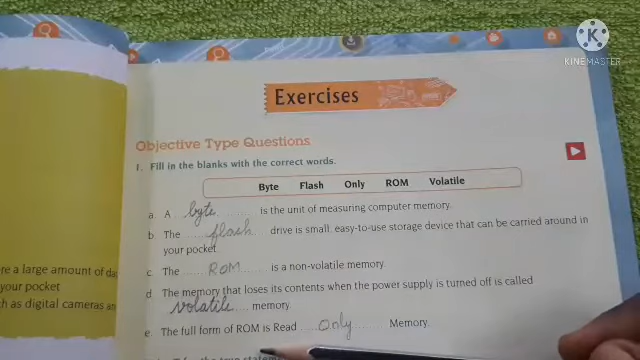 KINEMASTER
Exercises
Objective Type Questions
1. Fill in the blanks with the correct words.
Byte Flash Only ROM Volatile
a. A ...byte......... is the unit of measuring computer memory.
b. The .....flash.... drive is small, easy-to-use storage device that can be carried around in
your pocket.
re a large amount of da
c. The .....ROM........ is a non-volatile memory.
your pocket
d The memory that loses its contents when the power supply is turned off is called
ch as digital cameras an
volatile.... memory.
e. The full form of ROM is Read ....Only........ Memory.